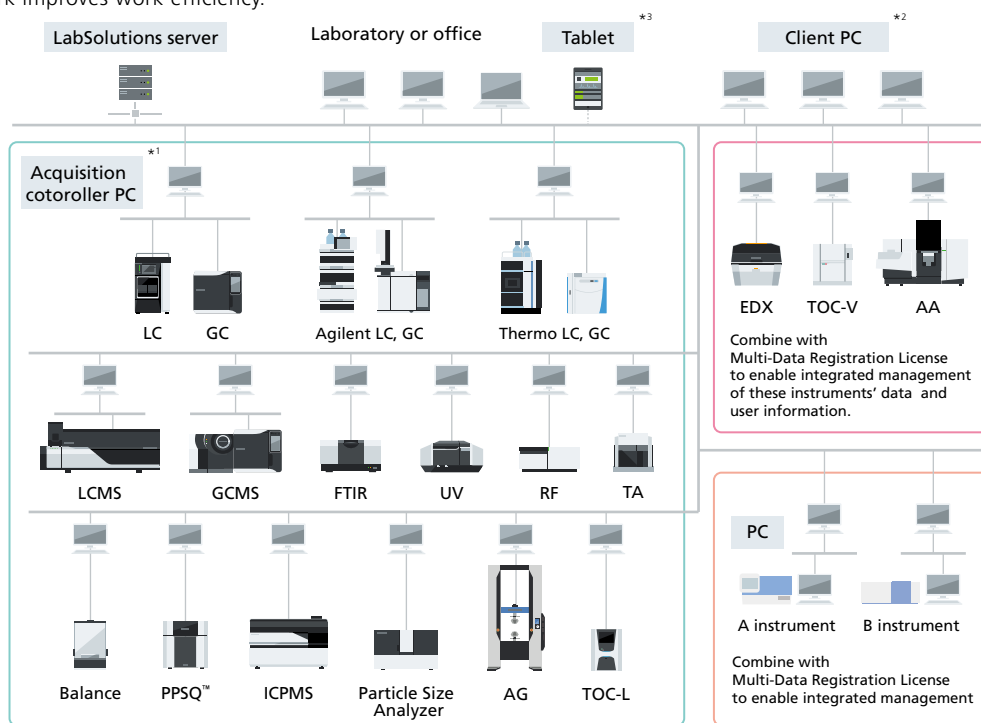 k improves work efficiency.
LabSolutions server
Laboratory or office
Tablet *3
Client PC *2
Acquisition *1
cotoroller PC
LC
GC
Agilent LC, GC
Thermo LC, GC
EDX
TOC-V
AA
Combine with
Multi-Data Registration License
to enable integrated management
of these instruments’ data and
user information.
LCMS
GCMS
FTIR
UV
RF
TA
PC
A instrument
B instrument
Combine with
Multi-Data Registration License
to enable integrated management
Balance
PPSQ™
ICPMS
Particle Size
Analyzer
AG
TOC-L